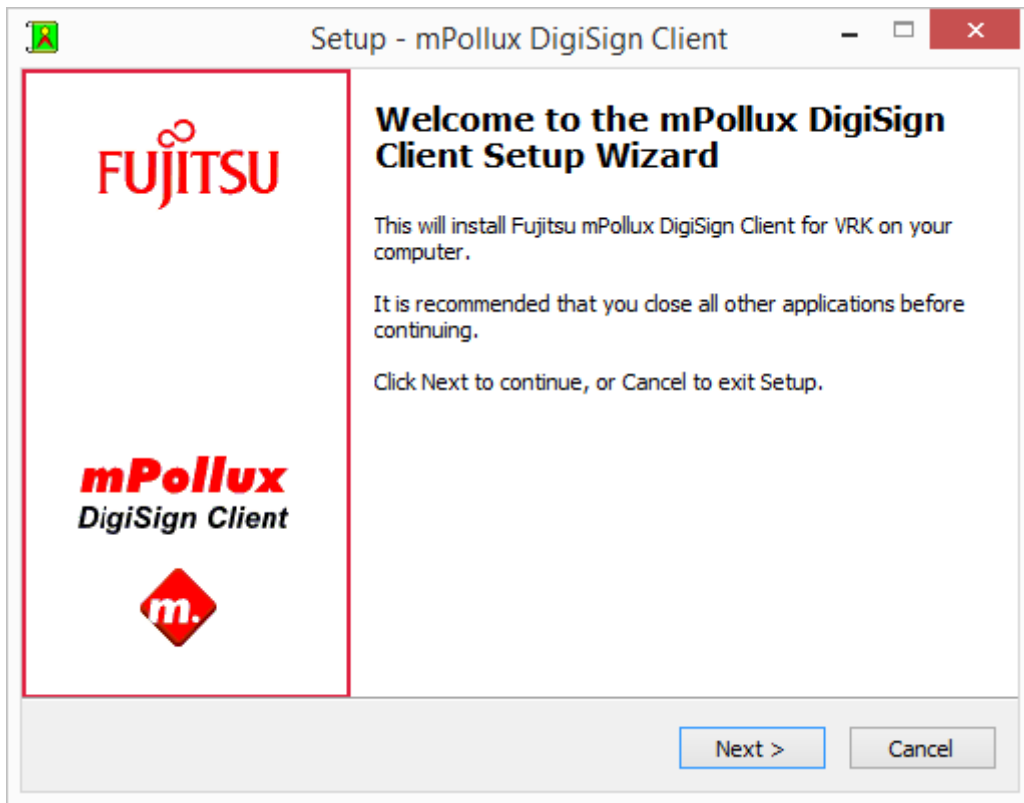 Setup - mPollux DigiSign Client
FUJITSU
Welcome to the mPollux DigiSign
Client Setup Wizard
This will install Fujitsu mPollux DigiSign Client for VRK on your
computer.
It is recommended that you close all other applications before
continuing.
Click Next to continue, or Cancel to exit Setup.
mPollux
DigiSign Client
m.
Next >
Cancel